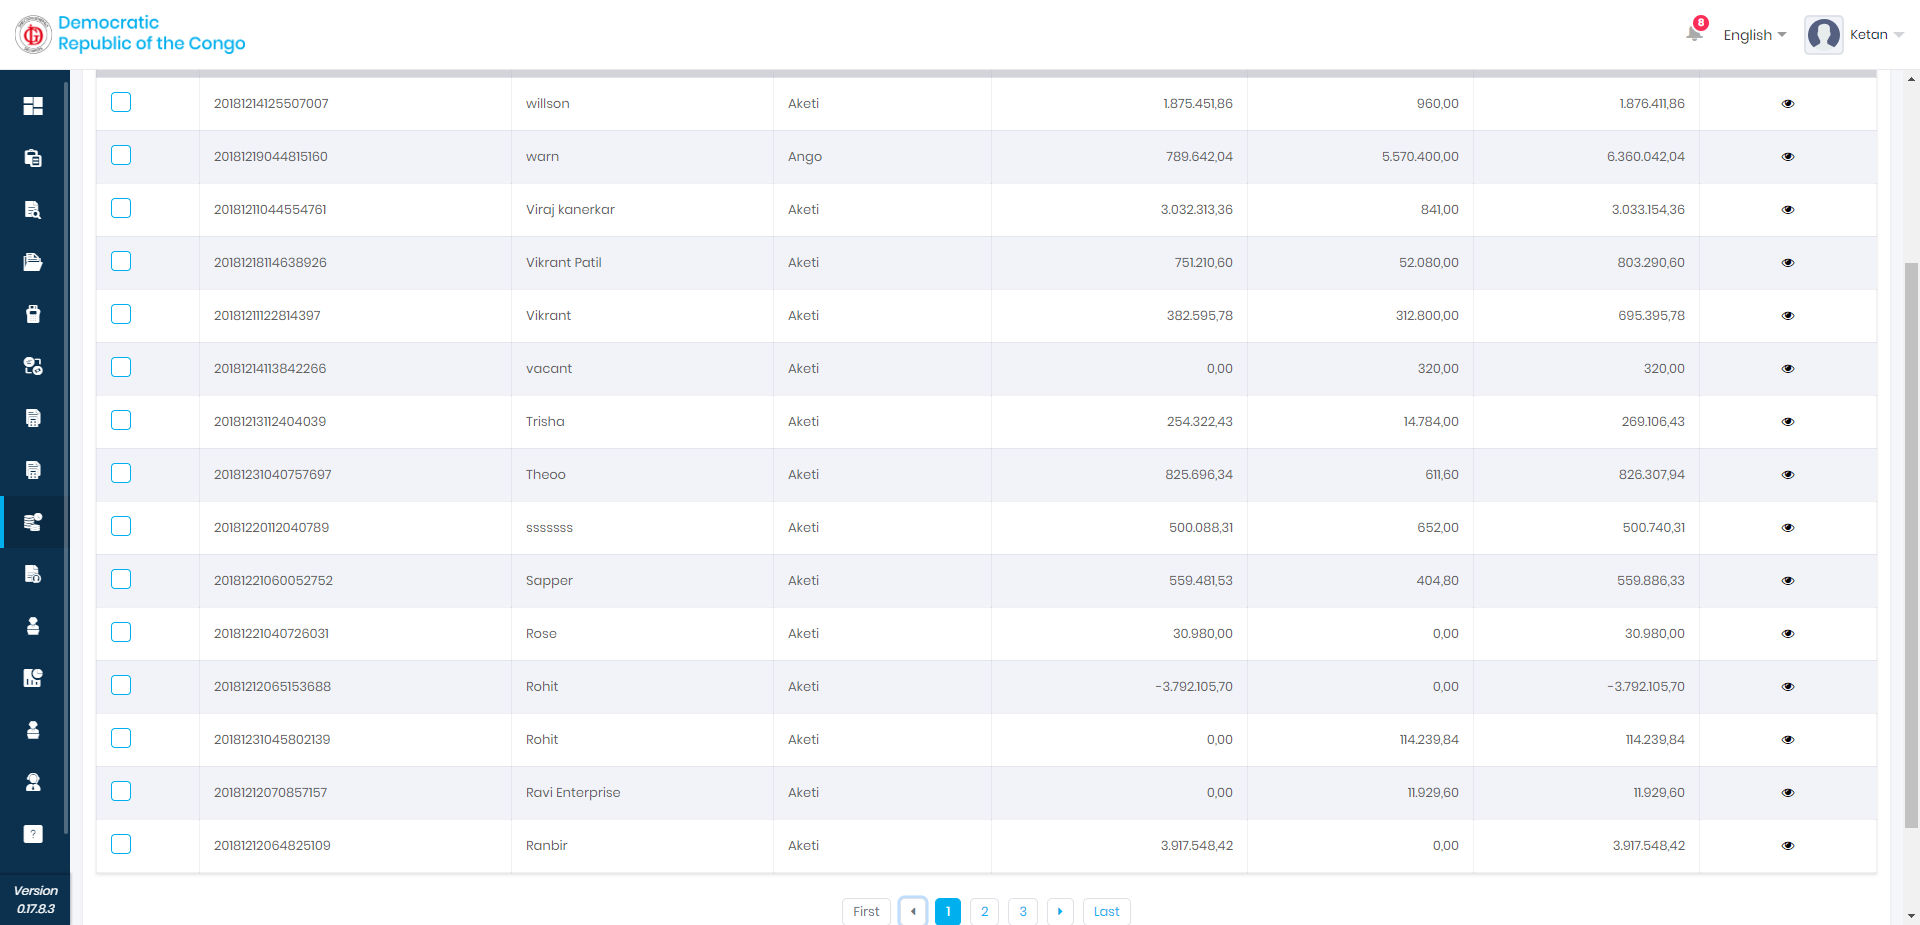 Democratic
Republic of the Congo
8
English
Ketan
20181214125507007 willson Aketi 1.875.451,86 960,00 1.876.411,86
20181219044815160 warn Ango 789.642,04 5.570.400,00 6.360.042,04
20181211044554761 Viraj kanerkar Aketi 3.032.313,36 841,00 3.033.154,36
20181218114638926 Vikrant Patil Aketi 751.210,60 52.080,00 803.290,60
20181211122814397 Vikrant Aketi 382.595,78 312.800,00 695.395,78
20181214113842266 vacant Aketi 0,00 320,00 320,00
20181213112404039 Trisha Aketi 254.322,43 14.784,00 269.106,43
20181231040757697 Theoo Aketi 825.696,34 611,60 826.307,94
20181220112040789 sssssss Aketi 500.088,31 652,00 500.740,31
20181221060052752 Sapper Aketi 559.481,53 404,80 559.886,33
20181221040726031 Rose Aketi 30.980,00 0,00 30.980,00
20181212065153688 Rohit Aketi -3.792.105,70 0,00 -3.792.105,70
20181231045802139 Rohit Aketi 0,00 114.239,84 114.239,84
20181212070857157 Ravi Enterprise Aketi 0,00 11.929,60 11.929,60
20181212064825109 Ranbir Aketi 3.917.548,42 0,00 3.917.548,42
?
Version
0.17.8.3
First 1 2 3 Last